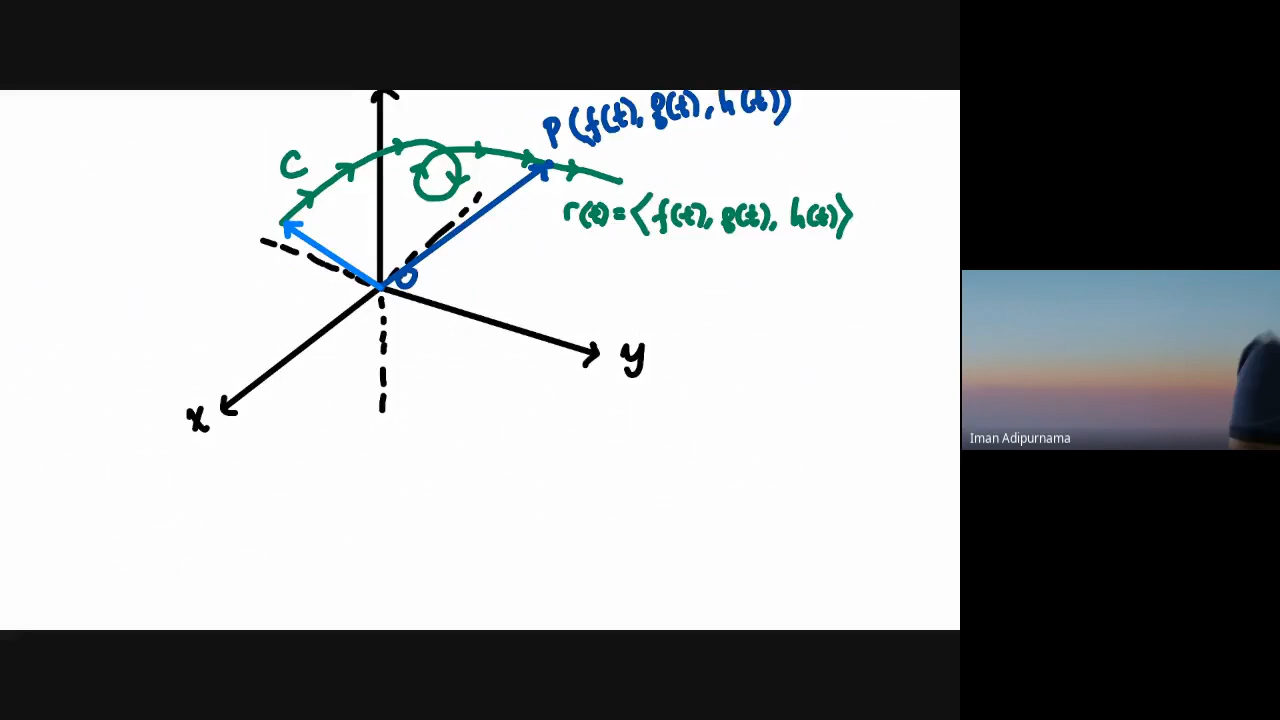 P (f(t), g(t), h(t))
C
r(t) = ⟨f(t), g(t), h(t)⟩
O
y
x
Iman Adipurnama